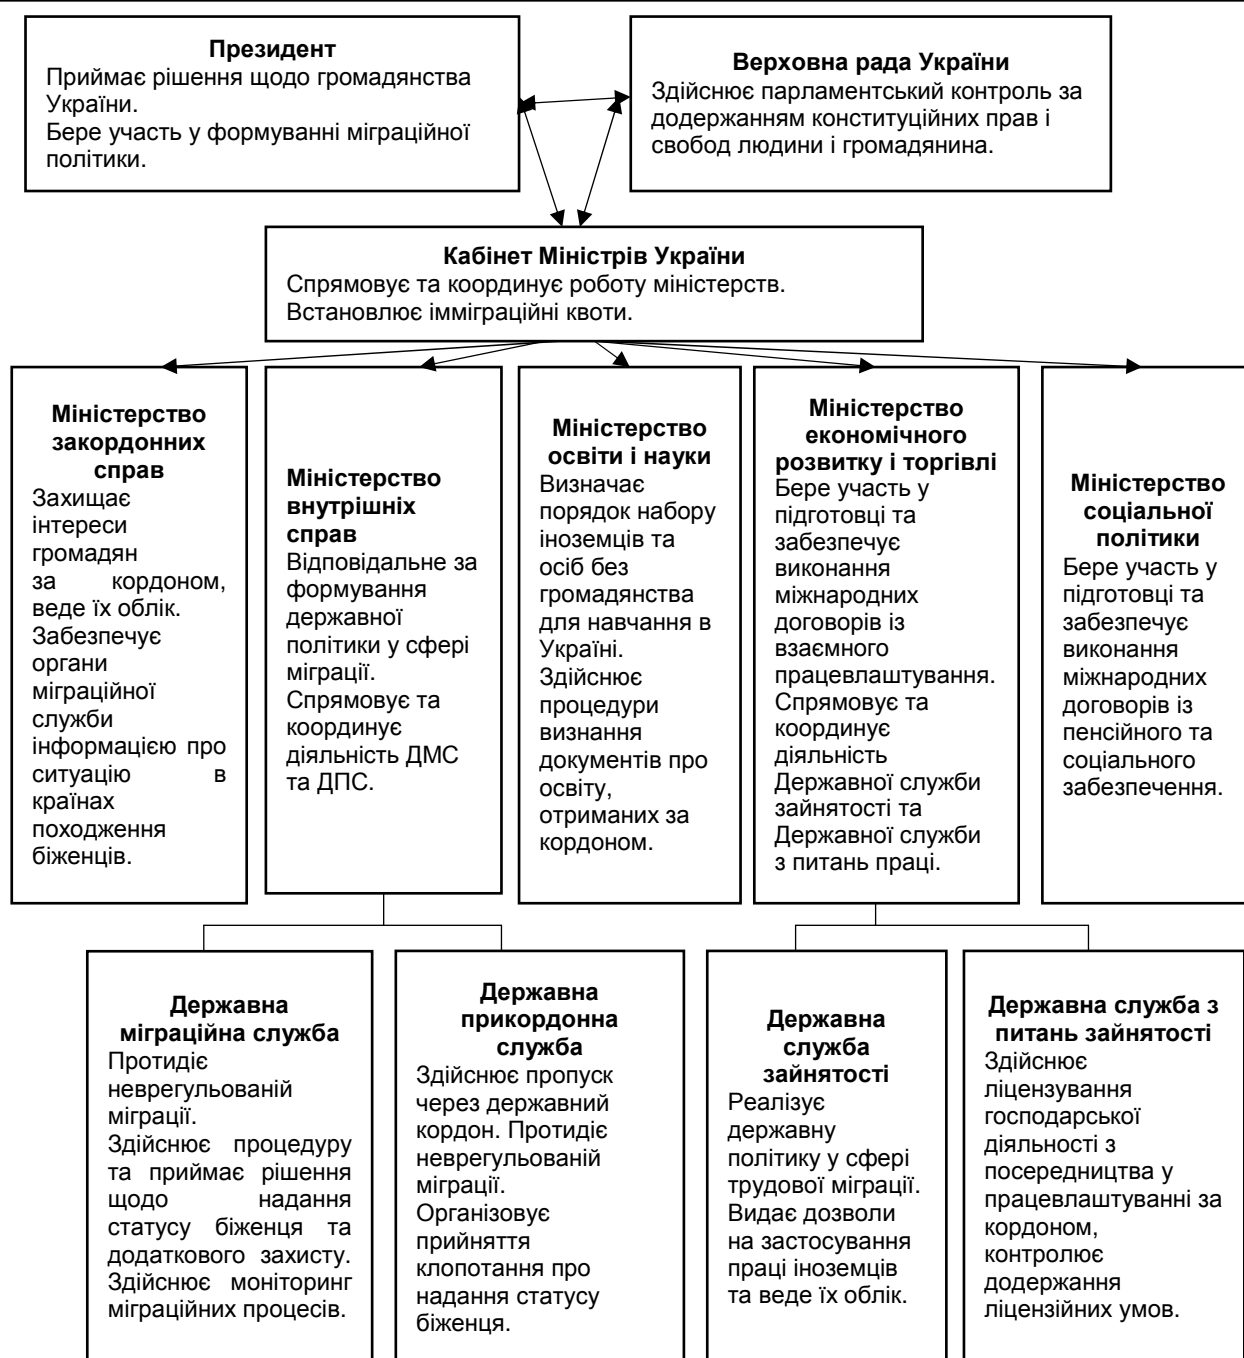 Президент
Приймає рішення щодо громадянства
України.
Бере участь у формуванні міграційної
політики.
Верховна рада України
Здійснює парламентський контроль за
додержанням конституційних прав і
свобод людини і громадянина.
Кабінет Міністрів України
Спрямовує та координує роботу міністерств.
Встановлює імміграційні квоти.
Міністерство
закордонних
справ
Захищає
інтереси
громадян
за кордоном,
веде їх облік.
Забезпечує
органи
міграційної
служби
інформацією про
ситуацію в
країнах
походження
біженців.
Міністерство
внутрішніх
справ
Відповідальне за
формування
державної
політики у сфері
міграції.
Спрямовує та
координує
діяльність ДМС
та ДПС.
Міністерство
освіти і науки
Визначає
порядок набору
іноземців та
осіб без
громадянства
для навчання в
Україні.
Здійснює
процедури
визнання
документів про
освіту,
отриманих за
кордоном.
Міністерство
економічного
розвитку і торгівлі
Бере участь у
підготовці та
забезпечує
виконання
міжнародних
договорів із
взаємного
працевлаштування.
Спрямовує та
координує
діяльність
Державної служби
зайнятості та
Державної служби
з питань праці.
Міністерство
соціальної
політики
Бере участь у
підготовці та
забезпечує
виконання
міжнародних
договорів із
пенсійного та
соціального
забезпечення.
Державна
міграційна служба
Протидіє
неврегульованій
міграції.
Здійснює процедуру
та приймає рішення
щодо надання
статусу біженця та
додаткового захисту.
Здійснює моніторинг
міграційних процесів.
Державна
прикордонна
служба
Здійснює пропуск
через державний
кордон. Протидіє
неврегульованій
міграції.
Організовує
прийняття
клопотання про
надання статусу
біженця.
Державна
служба
зайнятості
Реалізує
державну
політику у сфері
трудової міграції.
Видає дозволи
на застосування
праці іноземців
та веде їх облік.
Державна служба з
питань зайнятості
Здійснює
ліцензування
господарської
діяльності з
посередництва у
працевлаштуванні за
кордоном,
контролює
додержання
ліцензійних умов.